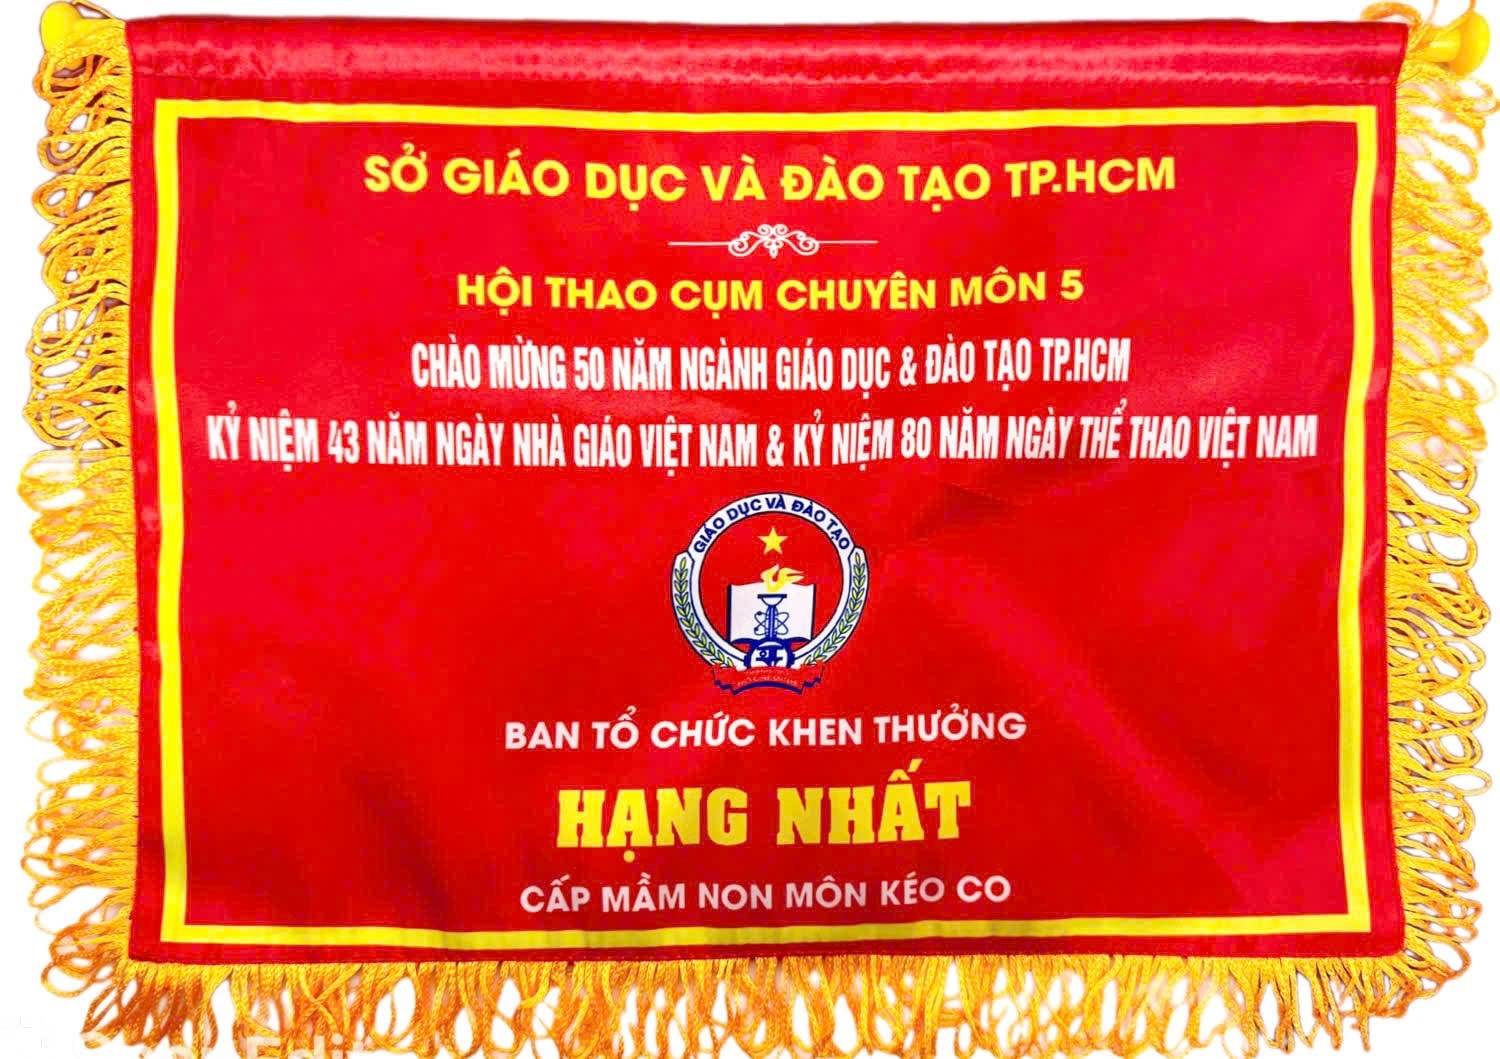 SỞ GIÁO DỤC VÀ ĐÀO TẠO TP.HCM
HỘI THAO CỤM CHUYÊN MÔN 5
CHÀO MỪNG 50 NĂM NGÀNH GIÁO DỤC & ĐÀO TẠO TP.HCM
KỶ NIỆM 43 NĂM NGÀY NHÀ GIÁO VIỆT NAM & KỶ NIỆM 80 NĂM NGÀY THỂ THAO VIỆT NAM
GIÁO DỤC VÀ ĐÀO TẠO
BAN TỔ CHỨC KHEN THƯỞNG
HẠNG NHẤT
CẤP MẦM NON MÔN KÉO CO